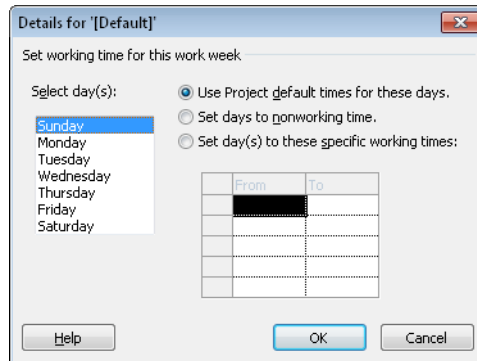 Details for '[Default]'
Set working time for this work week
Select day(s):
Sunday
Monday
Tuesday
Wednesday
Thursday
Friday
Saturday
Use Project default times for these days.
Set days to nonworking time.
Set day(s) to these specific working times:
From To
Help OK Cancel